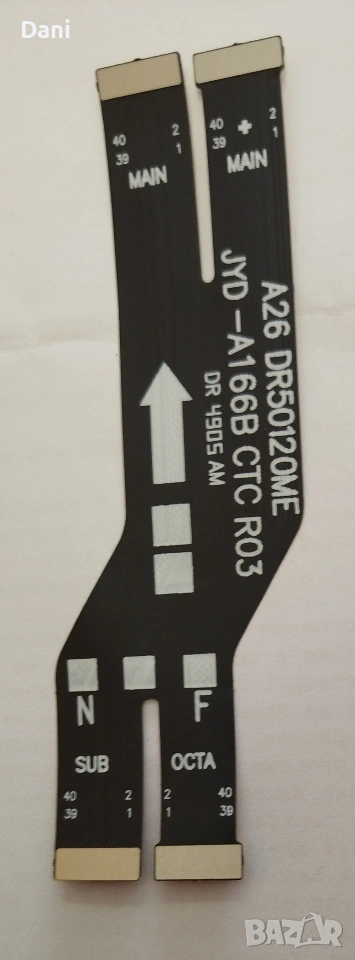 Dani
40 2
39 1
MAIN
40 + 2
39 1
MAIN
A26 DR50120ME
JYD -A166B CTC R03
DR 4905 AM
N F
SUB OCTA
40 2
39 1
2 40
1 39
BAZAR